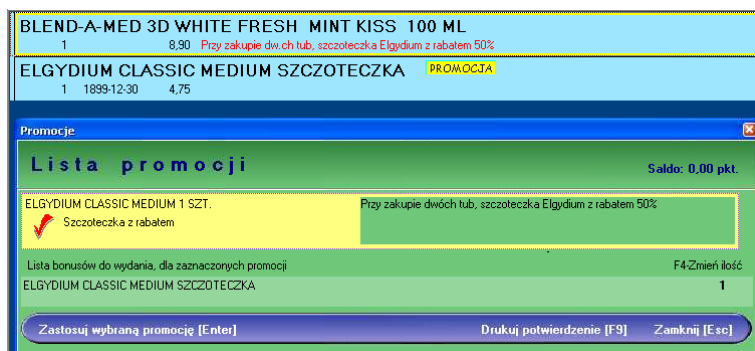 BLEND-A-MED 3D WHITE FRESH MINT KISS 100 ML
1 8,90 Przy zakupie dw.ch tub, szczoteczka Elgydium z rabatem 50%
ELGYDIUM CLASSIC MEDIUM SZCZOTECZKA PROMOCJA
1 1899-12-30 4,75
Promocje
Lista promocji Saldo: 0,00 pkt.
ELGYDIUM CLASSIC MEDIUM 1 SZT. Przy zakupie dwóch tub, szczoteczka Elgydium z rabatem 50%
Szczoteczka z rabatem
Lista bonusów do wydania, dla zaznaczonych promocji F4-Zmień ilość
ELGYDIUM CLASSIC MEDIUM SZCZOTECZKA 1
Zastosuj wybraną promocję [Enter] Drukuj potwierdzenie [F9] Zamknij [Esc]